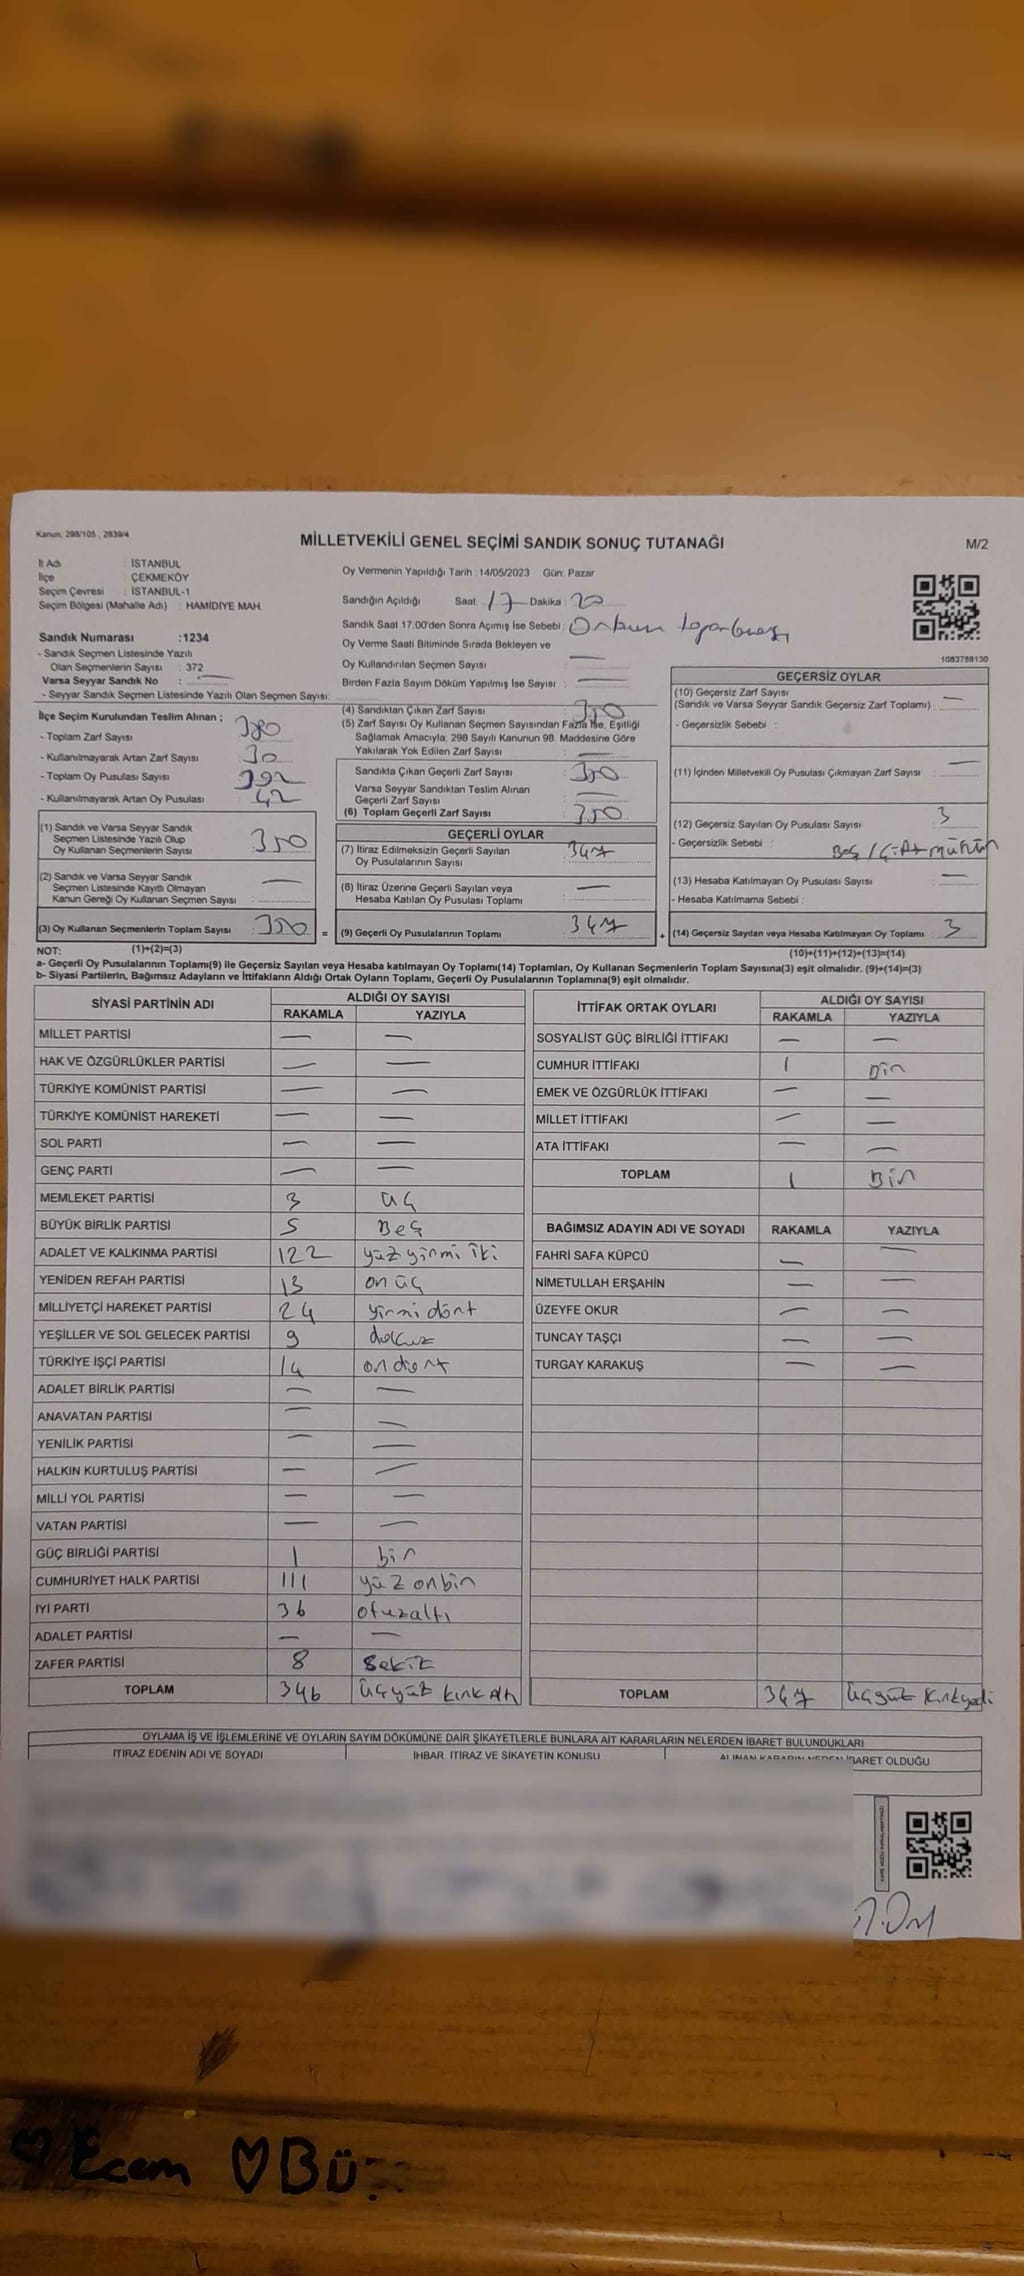 Kanun, 298/105 , 2839/4
MİLLETVEKİLİ GENEL SEÇİMİ SANDIK SONUÇ TUTANAĞI
M/2
İl Adı : İSTANBUL
İlçe : ÇEKMEKÖY
Seçim Çevresi : İSTANBUL-1
Seçim Bölgesi (Mahalle Adı) : HAMİDİYE MAH.
Oy Vermenin Yapıldığı Tarih :14/05/2023 Gün: Pazar
Sandığın Açıldığı Saat 17 Dakika : 20
Sandık Saat 17:00'den Sonra Açımış İse Sebebi :
Oy Verme Saati Bitiminde Sırada Bekleyen ve
Oy Kullandırılan Seçmen Sayısı : —
Birden Fazla Sayım Döküm Yapılmış İse Sayısı : —
1083788130
Sandık Numarası :1234
- Sandık Seçmen Listesinde Yazılı
Olan Seçmenlerin Sayısı : 372
Varsa Seyyar Sandık No : —
- Seyyar Sandık Seçmen Listesinde Yazılı Olan Seçmen Sayısı:
İlçe Seçim Kurulundan Teslim Alınan ;
- Toplam Zarf Sayısı : 380
- Kullanılmayarak Artan Zarf Sayısı : 30
- Toplam Oy Pusulası Sayısı : 392
- Kullanılmayarak Artan Oy Pusulası : 42
(1) Sandık ve Varsa Seyyar Sandık
Seçmen Listesinde Yazılı Olup
Oy Kullanan Seçmenlerin Sayısı : 350
(2) Sandık ve Varsa Seyyar Sandık
Seçmen Listesinde Kayıtlı Olmayan
Kanun Gereği Oy Kullanan Seçmen Sayısı : —
(3) Oy Kullanan Seçmenlerin Toplam Sayısı : 350 =
(1)+(2)=(3)
(4) Sandıktan Çıkan Zarf Sayısı : 350
(5) Zarf Sayısı Oy Kullanan Seçmen Sayısından Fazla İse, Eşitliği
Sağlamak Amacıyla; 298 Sayılı Kanunun 98. Maddesine Göre
Yakılarak Yok Edilen Zarf Sayısı : —
Sandıkta Çıkan Geçerli Zarf Sayısı : 350
Varsa Seyyar Sandıktan Teslim Alınan
Geçerli Zarf Sayısı : —
(6) Toplam Geçerli Zarf Sayısı : 350
GEÇERLİ OYLAR
(7) İtiraz Edilmeksizin Geçerli Sayılan
Oy Pusulalarının Sayısı : 347
(8) İtiraz Üzerine Geçerli Sayılan veya
Hesaba Katılan Oy Pusulası Toplamı : —
(9) Geçerli Oy Pusulalarının Toplamı : 347 +
GEÇERSİZ OYLAR
(10) Geçersiz Zarf Sayısı
(Sandık ve Varsa Seyyar Sandık Geçersiz Zarf Toplamı) : —
- Geçersizlik Sebebi :
(11) İçinden Milletvekili Oy Pusulası Çıkmayan Zarf Sayısı : —
(12) Geçersiz Sayılan Oy Pusulası Sayısı : 3
- Geçersizlik Sebebi : Boş / Çift mühür
(13) Hesaba Katılmayan Oy Pusulası Sayısı : —
- Hesaba Katılmama Sebebi :
(14) Geçersiz Sayılan veya Hesaba Katılmayan Oy Toplamı : 3
(10)+(11)+(12)+(13)=(14)
NOT:
a- Geçerli Oy Pusulalarının Toplamı(9) ile Geçersiz Sayılan veya Hesaba katılmayan Oy Toplamı(14) Toplamları, Oy Kullanan Seçmenlerin Toplam Sayısına(3) eşit olmalıdır. (9)+(14)=(3)
b- Siyasi Partilerin, Bağımsız Adayların ve İttifakların Aldığı Ortak Oyların Toplamı, Geçerli Oy Pusulalarının Toplamına(9) eşit olmalıdır.
SİYASİ PARTİNİN ADI ALDIĞI OY SAYISI
RAKAMLA YAZIYLA
MİLLET PARTİSİ — —
HAK VE ÖZGÜRLÜKLER PARTİSİ — —
TÜRKİYE KOMÜNİST PARTİSİ — —
TÜRKİYE KOMÜNİST HAREKETİ — —
SOL PARTİ — —
GENÇ PARTİ — —
MEMLEKET PARTİSİ 3 üç
BÜYÜK BİRLİK PARTİSİ 5 Beş
ADALET VE KALKINMA PARTİSİ 122 yüz yirmi iki
YENİDEN REFAH PARTİSİ 13 on üç
MİLLİYETÇİ HAREKET PARTİSİ 24 yirmi dört
YEŞİLLER VE SOL GELECEK PARTİSİ 9 dokuz
TÜRKİYE İŞÇİ PARTİSİ 14 on dört
ADALET BİRLİK PARTİSİ — —
ANAVATAN PARTİSİ — —
YENİLİK PARTİSİ — —
HALKIN KURTULUŞ PARTİSİ — —
MİLLİ YOL PARTİSİ — —
VATAN PARTİSİ — —
GÜÇ BİRLİĞİ PARTİSİ 1 bir
CUMHURİYET HALK PARTİSİ 111 yüz onbir
İYİ PARTİ 36 otuzaltı
ADALET PARTİSİ — —
ZAFER PARTİSİ 8 Sekiz
TOPLAM 346 üçyüz kırk altı
İTTİFAK ORTAK OYLARI ALDIĞI OY SAYISI
RAKAMLA YAZIYLA
SOSYALİST GÜÇ BİRLİĞİ İTTİFAKI — —
CUMHUR İTTİFAKI 1 Bir
EMEK VE ÖZGÜRLÜK İTTİFAKI — —
MİLLET İTTİFAKI — —
ATA İTTİFAKI — —
TOPLAM 1 Bir
BAĞIMSIZ ADAYIN ADI VE SOYADI RAKAMLA YAZIYLA
FAHRİ SAFA KÜPCÜ — —
NİMETULLAH ERŞAHİN — —
ÜZEYFE OKUR — —
TUNCAY TAŞÇI — —
TURGAY KARAKUŞ — —
TOPLAM 347 üçyüz kırkyedi
OYLAMA İŞ VE İŞLEMLERİNE VE OYLARIN SAYIM DÖKÜMÜNE DAİR ŞİKAYETLERLE BUNLARA AİT KARARLARIN NELERDEN İBARET BULUNDUKLARI
İTİRAZ EDENİN ADI VE SOYADI İHBAR, İTİRAZ VE ŞİKAYETİN KONUSU ALINAN KARARIN NEDEN İBARET OLDUĞU
Ecem ♡ BÜ